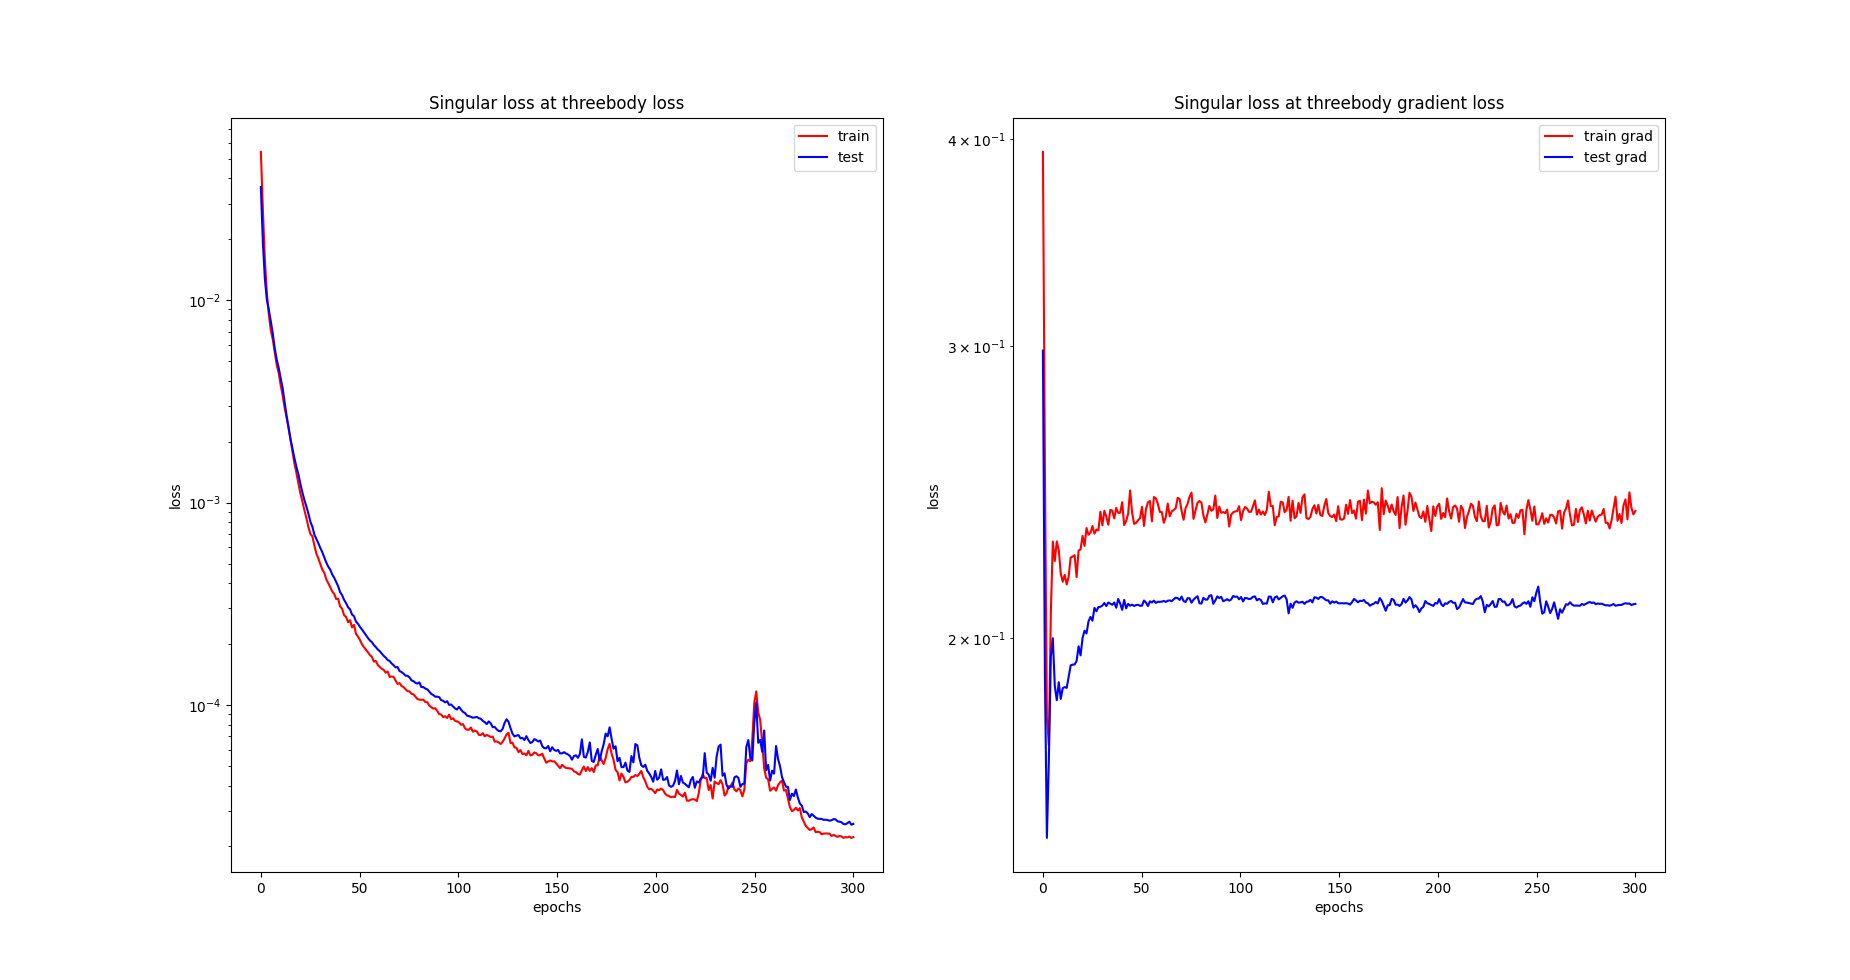 Singular loss at threebody loss
train
test
10⁻²
10⁻³
10⁻⁴
loss
0 50 100 150 200 250 300
epochs
Singular loss at threebody gradient loss
train grad
test grad
4 × 10⁻¹
3 × 10⁻¹
2 × 10⁻¹
loss
0 50 100 150 200 250 300
epochs